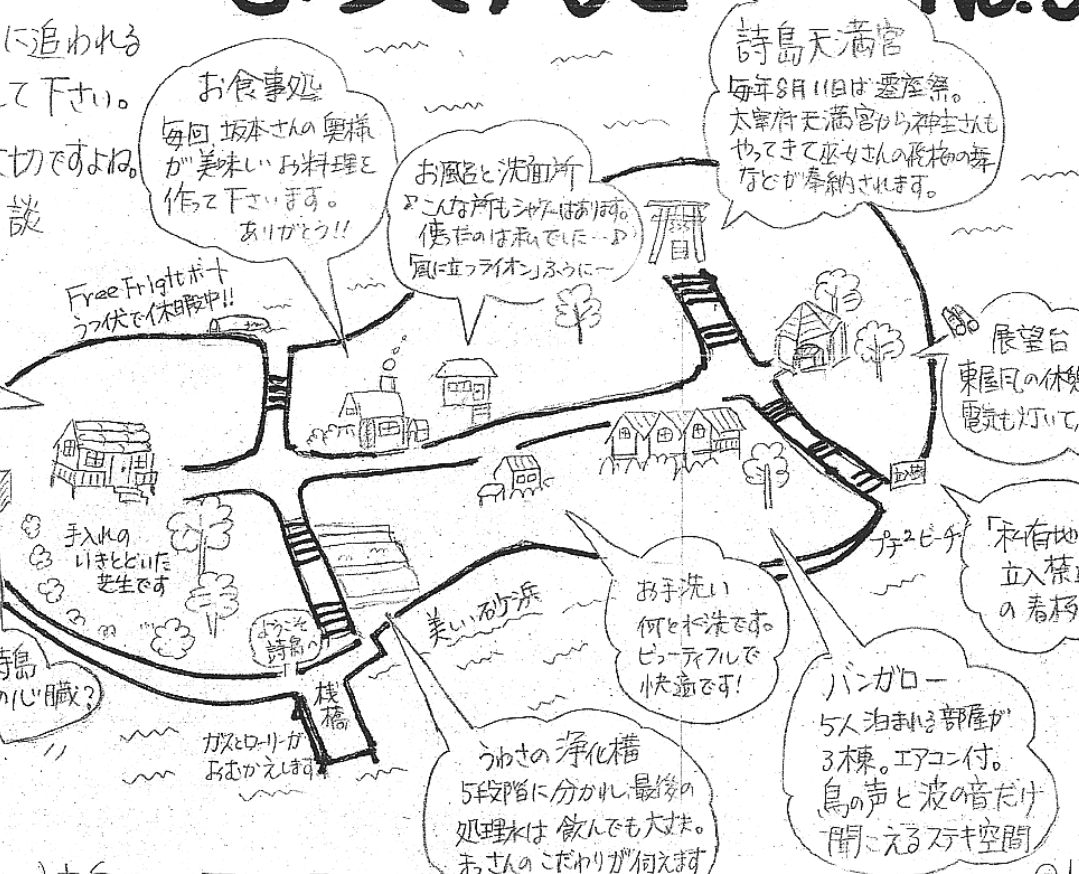 No.
に追われる
て下さい。
切ですよね。
談
お食事処
毎回 坂本さんの奥様
が美味しいお料理を
作って下さいます。
ありがとう!!
お風呂と洗面所
♪こんな所もシャワーはあります。
使ったのは私でした…♪
「風に立つライオン」ふうに〜
詩島天満宮
毎年8月11日は霊座祭。
太宰府天満宮から神主さんも
やってきて巫女さんの飛梅の舞
などが奉納されます。
Free Frightボート
うつ伏で休暇中!!
展望台
東屋風の休
電気も灯いて
手入れの
いきとどいた
芝生です
ようこそ
詩島へ
美しい砂浜
桟橋
ガスとローリーが
おむかえします
プチ2ビーチ
「私有地
立入禁
の看板
お手洗い
何と水洗です。
ビューティフルで
快適です!
バンガロー
5人泊まれる部屋が
3棟。エアコン付。
鳥の声と波の音だけ
聞こえるステキ空間
詩島
の心臓?
うわさの浄化槽
5段階に分かれ、最後の
処理水は飲んでも大丈夫。
まっさんのこだわりが伺えます